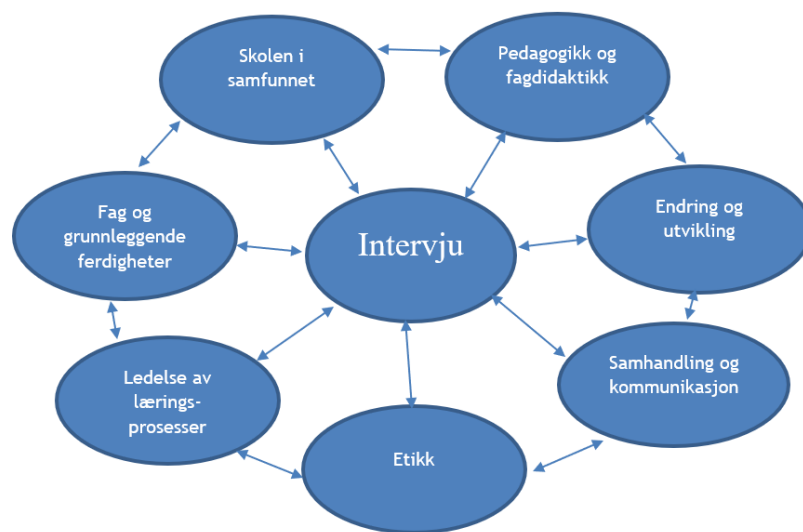 Skolen i
samfunnet
Pedagogikk og
fagdidaktikk
Fag og
grunnleggende
ferdigheter
Intervju
Endring og
utvikling
Ledelse av
lærings-
prosesser
Samhandling og
kommunikasjon
Etikk